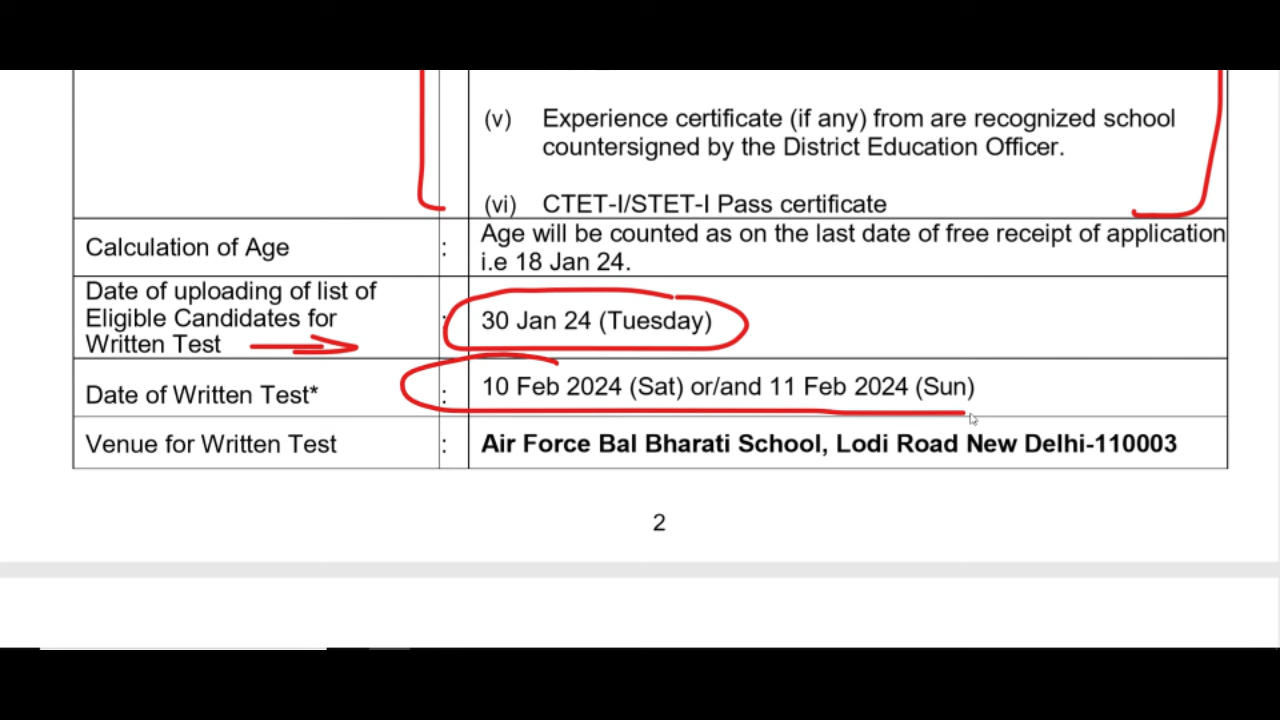 (v) Experience certificate (if any) from are recognized school
countersigned by the District Education Officer.
(vi) CTET-I/STET-I Pass certificate
Calculation of Age : Age will be counted as on the last date of free receipt of application
i.e 18 Jan 24.
Date of uploading of list of
Eligible Candidates for
Written Test : 30 Jan 24 (Tuesday)
Date of Written Test* : 10 Feb 2024 (Sat) or/and 11 Feb 2024 (Sun)
Venue for Written Test : Air Force Bal Bharati School, Lodi Road New Delhi-110003
2